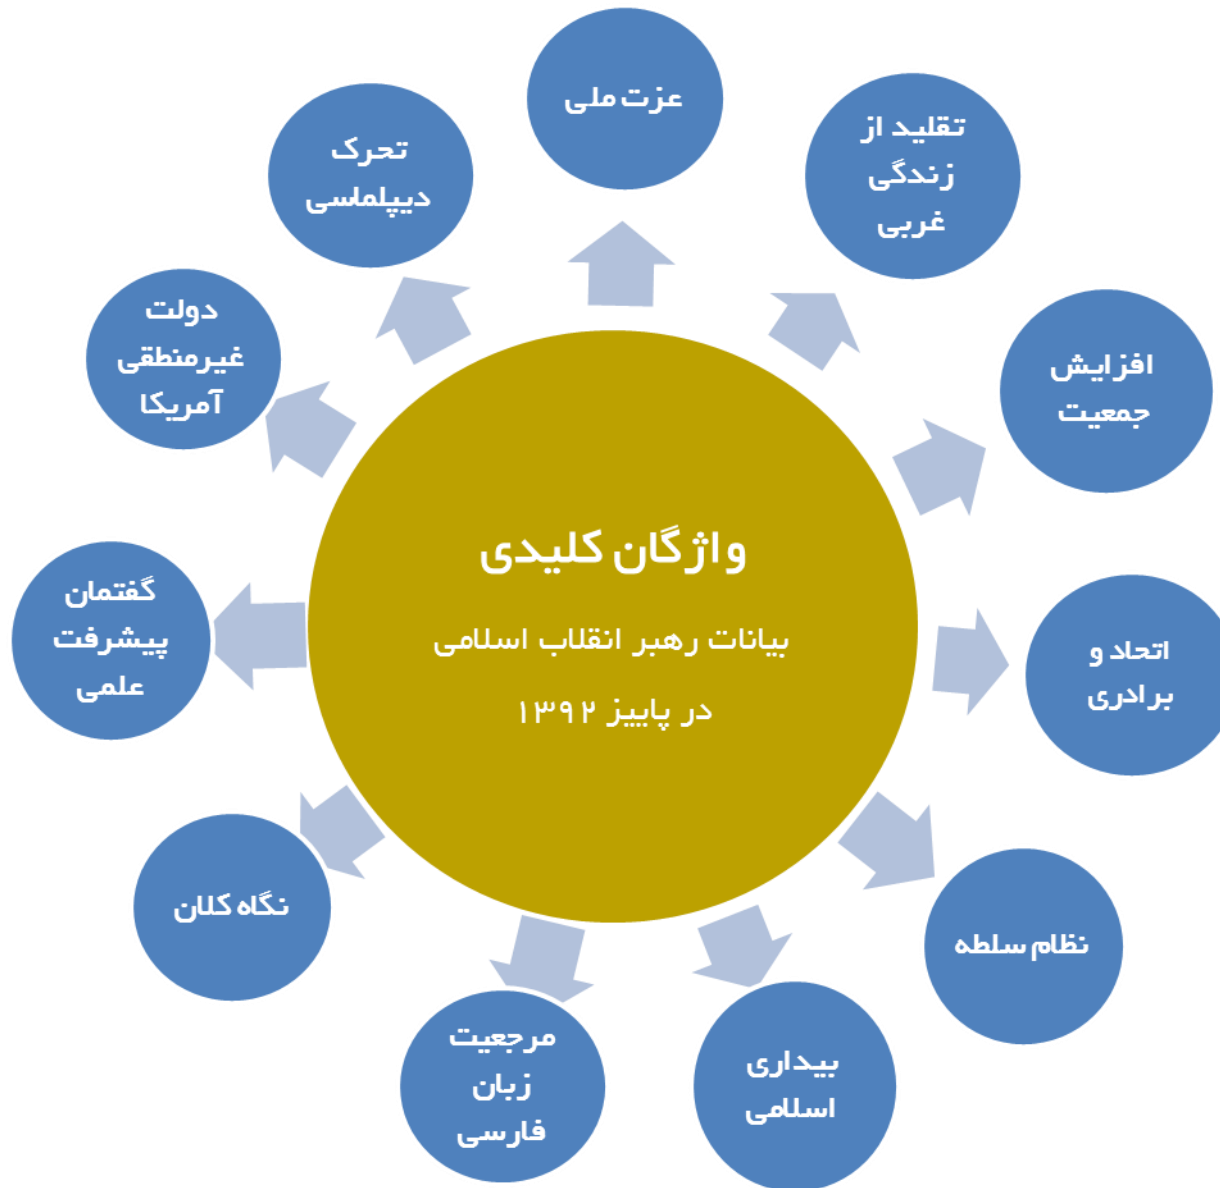 عزت ملی
تقلید از
زندگی
غربی
افزایش
جمعیت
اتحاد و
برادری
نظام سلطه
بیداری
اسلامی
مرجعیت
زبان
فارسی
نگاه کلان
گفتمان
پیشرفت
علمی
دولت
غیرمنطقی
آمریکا
تحرک
دیپلماسی
واژگان کلیدی
بیانات رهبر انقلاب اسلامی
در پاییز ۱۳۹۲